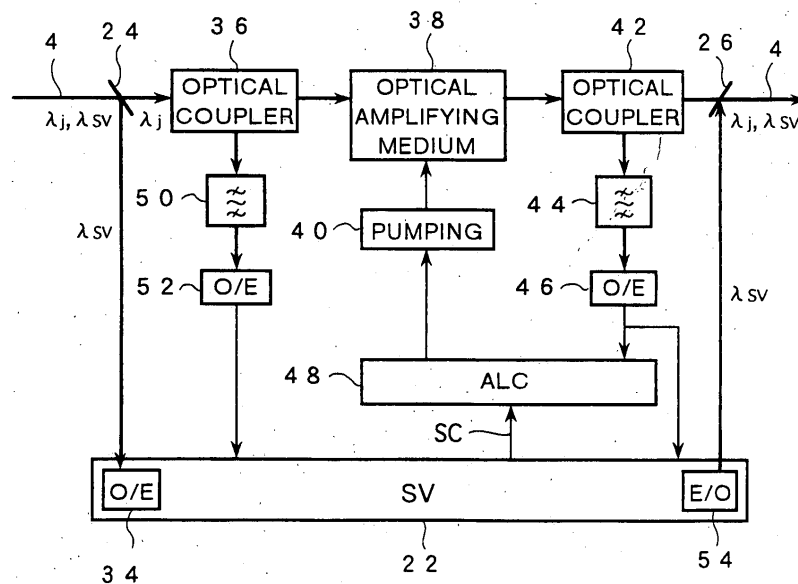 36
38
42
24
26
4
4
OPTICAL
COUPLER
OPTICAL
AMPLIFYING
MEDIUM
OPTICAL
COUPLER
λj, λSV
λj
λj, λSV
50
44
40
PUMPING
λSV
52
O/E
46
O/E
λSV
48
ALC
SC
O/E
SV
E/O
34
22
54